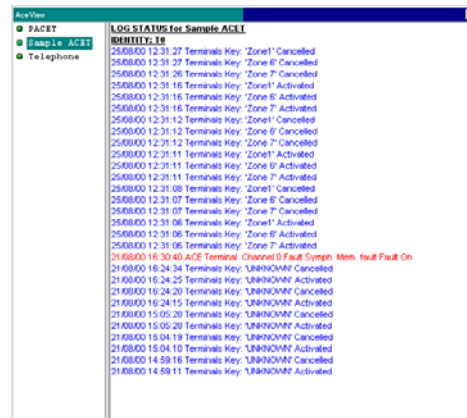 AceView
PACET
Sample ACET
Telephone
LOG STATUS for Sample ACET
IDENTITY: T0
25/08/00 12:31:27 Terminals Key: 'Zone1' Cancelled
25/08/00 12:31:27 Terminals Key: 'Zone 6' Cancelled
25/08/00 12:31:26 Terminals Key: 'Zone 7' Cancelled
25/08/00 12:31:16 Terminals Key: 'Zone1' Activated
25/08/00 12:31:16 Terminals Key: 'Zone 6' Activated
25/08/00 12:31:16 Terminals Key: 'Zone 7' Activated
25/08/00 12:31:12 Terminals Key: 'Zone1' Cancelled
25/08/00 12:31:12 Terminals Key: 'Zone 6' Cancelled
25/08/00 12:31:12 Terminals Key: 'Zone 7' Cancelled
25/08/00 12:31:11 Terminals Key: 'Zone1' Activated
25/08/00 12:31:11 Terminals Key: 'Zone 6' Activated
25/08/00 12:31:11 Terminals Key: 'Zone 7' Activated
25/08/00 12:31:08 Terminals Key: 'Zone1' Cancelled
25/08/00 12:31:07 Terminals Key: 'Zone 6' Cancelled
25/08/00 12:31:07 Terminals Key: 'Zone 7' Cancelled
25/08/00 12:31:06 Terminals Key: 'Zone1' Activated
25/08/00 12:31:06 Terminals Key: 'Zone 6' Activated
25/08/00 12:31:06 Terminals Key: 'Zone 7' Activated
21/08/00 16:30:40 ACE Terminal Channel 0 Fault Symph. Mem. fault Fault On
21/08/00 16:24:34 Terminals Key: 'UNKNOWN' Cancelled
21/08/00 16:24:25 Terminals Key: 'UNKNOWN' Activated
21/08/00 16:24:20 Terminals Key: 'UNKNOWN' Cancelled
21/08/00 16:24:15 Terminals Key: 'UNKNOWN' Activated
21/08/00 15:05:28 Terminals Key: 'UNKNOWN' Cancelled
21/08/00 15:05:28 Terminals Key: 'UNKNOWN' Activated
21/08/00 15:04:19 Terminals Key: 'UNKNOWN' Cancelled
21/08/00 15:04:10 Terminals Key: 'UNKNOWN' Activated
21/08/00 14:59:16 Terminals Key: 'UNKNOWN' Cancelled
21/08/00 14:59:11 Terminals Key: 'UNKNOWN' Activated